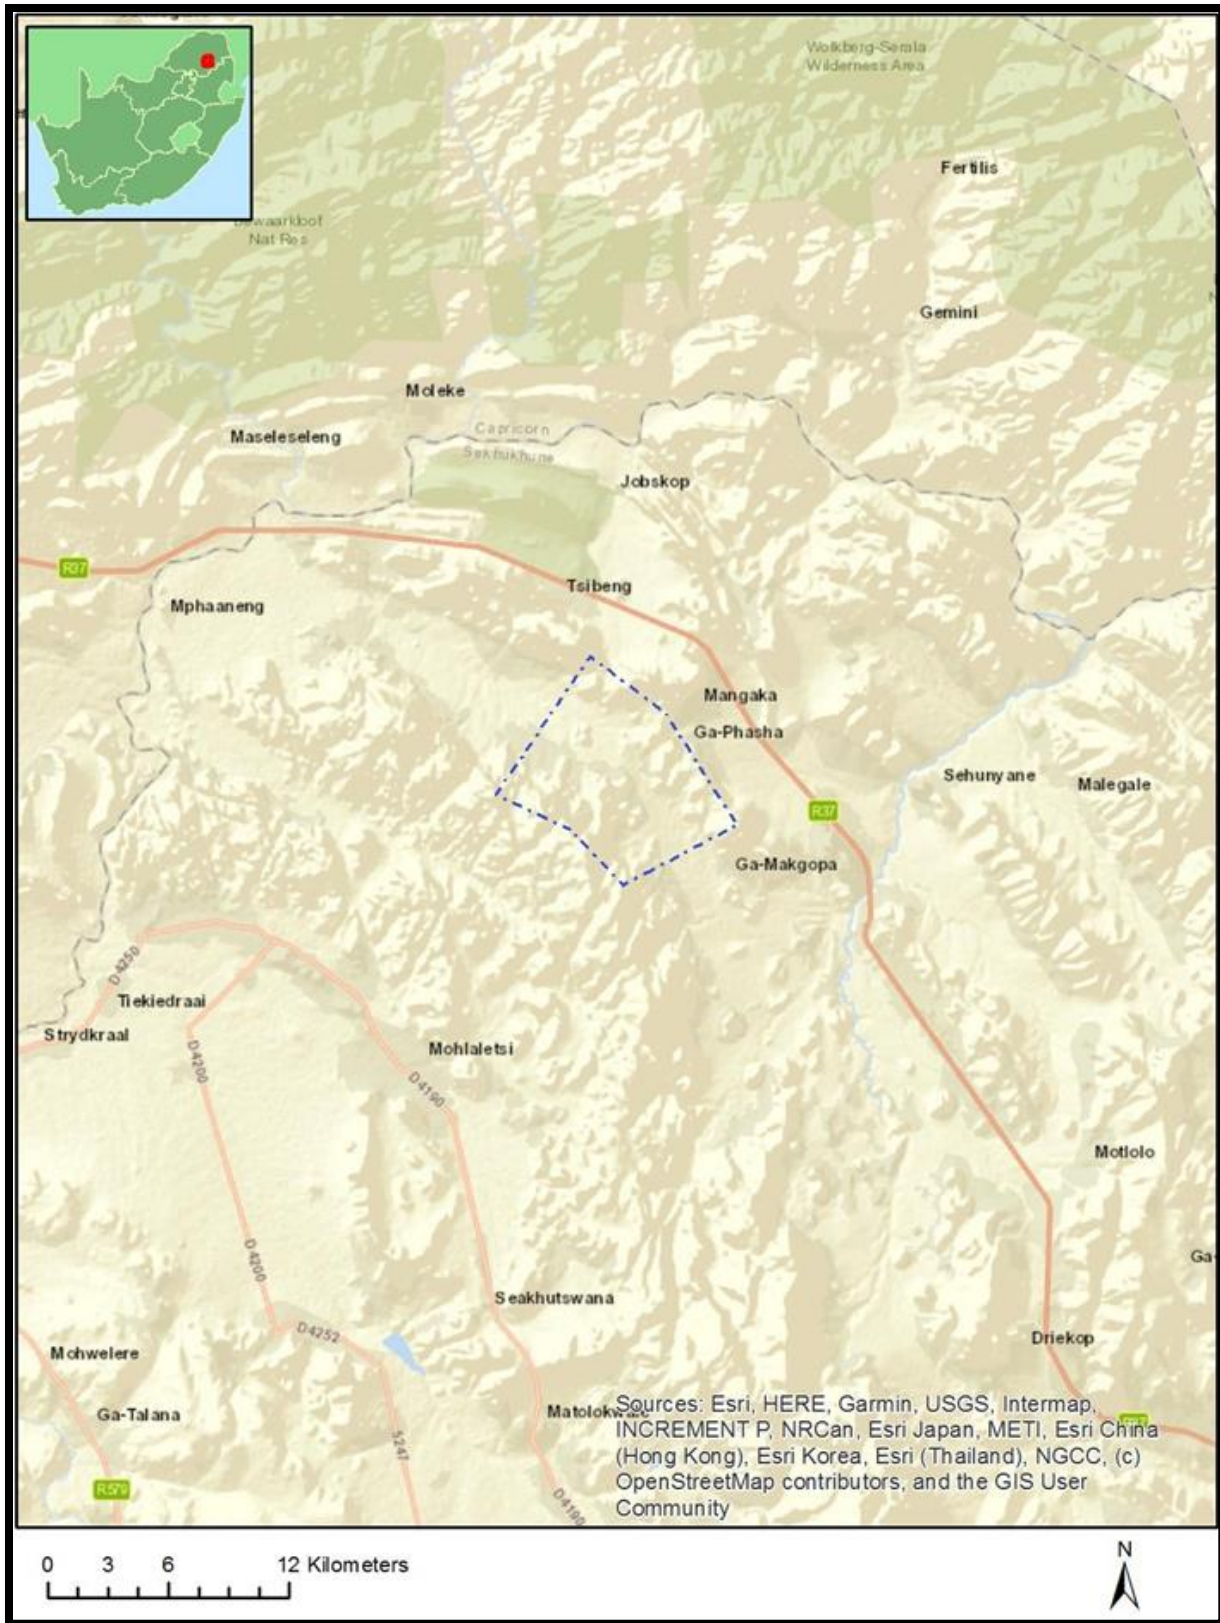 Wolkberg-Serala
Wilderness Area
Fertilis
Nat Res
Gemini
Moleke
Maseleseleng
Capricorn
Sekhukhune
Jobskop
R37
Tsibeng
Mphaaneng
Mangaka
Ga-Phasha
Sehunyane
Malegale
R37
Ga-Makgopa
D4250
Tiekiedraai
Strydkraal
Mohlaletsi
D4200
D4190
Motlolo
D4200
Ga-
Seakhutswana
D4252
Driekop
Mohwelere
Ga-Talana
5247
R579
D4190
Sources: Esri, HERE, Garmin, USGS, Intermap,
INCREMENT P, NRCan, Esri Japan, METI, Esri China
(Hong Kong), Esri Korea, Esri (Thailand), NGCC, (c)
OpenStreetMap contributors, and the GIS User
Community
0 3 6 12 Kilometers
N